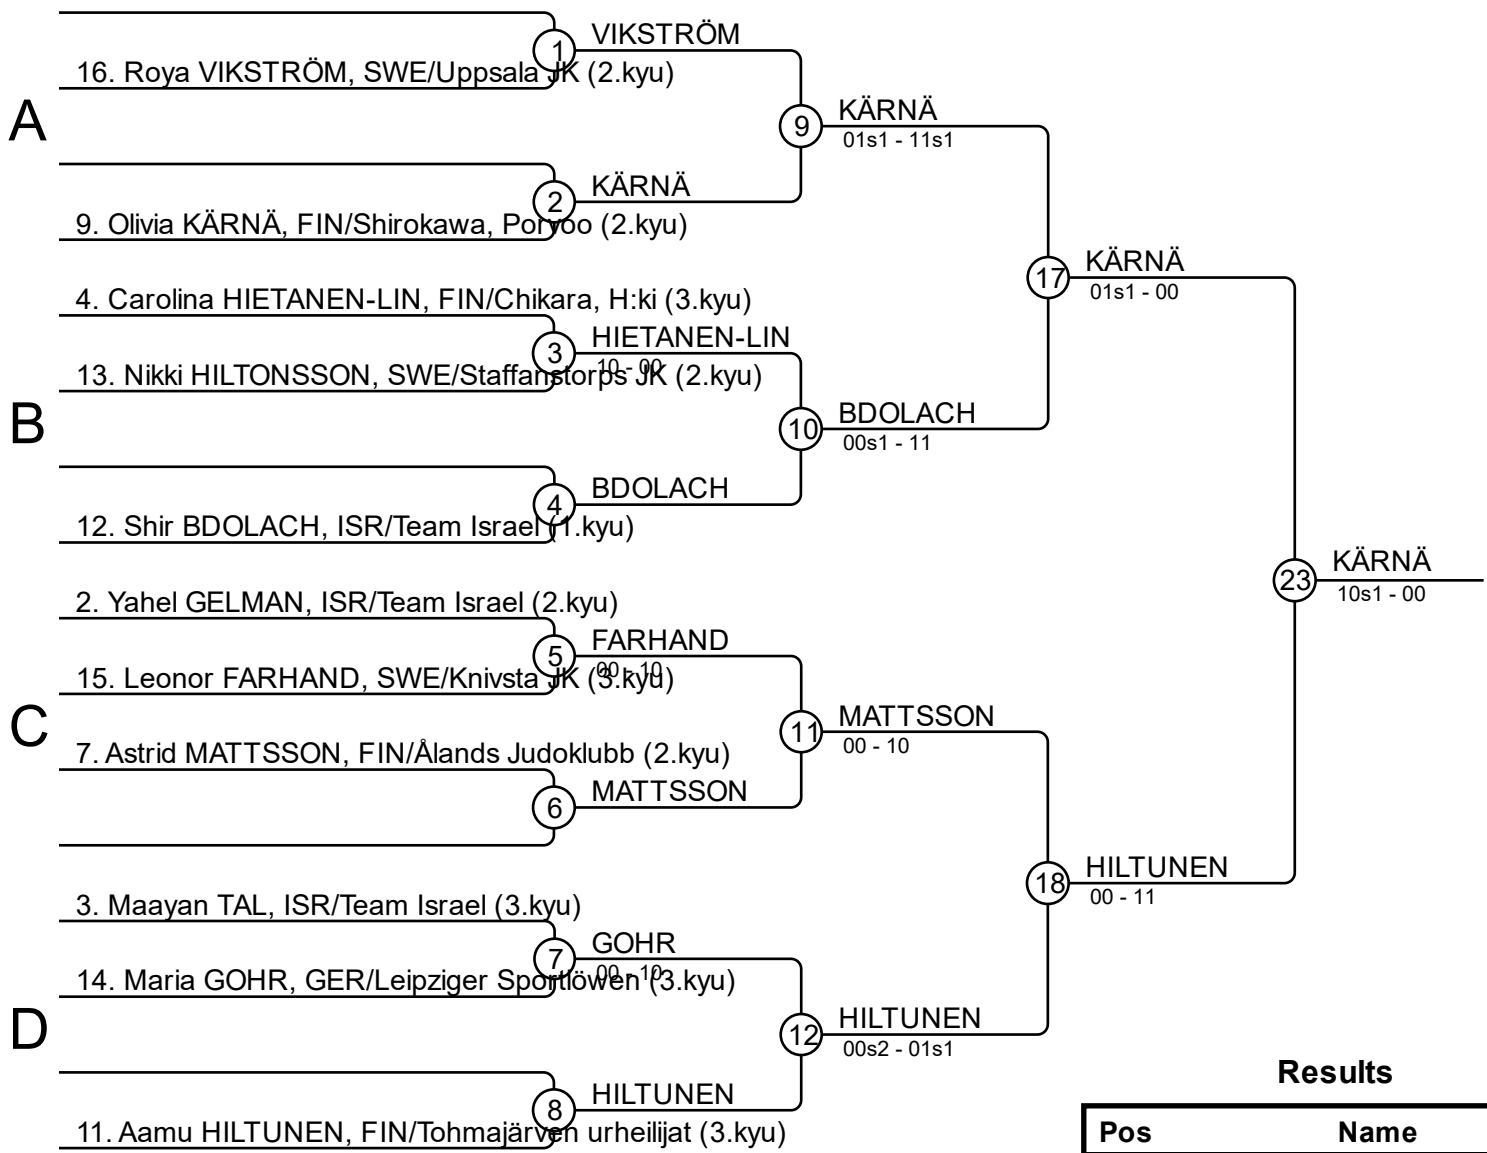 1 VIKSTRÖM
16. Roya VIKSTRÖM, SWE/Uppsala JK (2.kyu)
A
9 KÄRNÄ
01s1 - 11s1
2 KÄRNÄ
9. Olivia KÄRNÄ, FIN/Shirokawa, Porvoo (2.kyu)
17 KÄRNÄ
01s1 - 00
4. Carolina HIETANEN-LIN, FIN/Chikara, H:ki (3.kyu)
3 HIETANEN-LIN
10 - 00
13. Nikki HILTONSSON, SWE/Staffanstorps JK (2.kyu)
B
10 BDOLACH
00s1 - 11
4 BDOLACH
12. Shir BDOLACH, ISR/Team Israel (1.kyu)
23 KÄRNÄ
10s1 - 00
2. Yahel GELMAN, ISR/Team Israel (2.kyu)
5 FARHAND
00 - 10
15. Leonor FARHAND, SWE/Knivsta JK (3.kyu)
C
11 MATTSSON
00 - 10
7. Astrid MATTSSON, FIN/Ålands Judoklubb (2.kyu)
6 MATTSSON
18 HILTUNEN
00 - 11
3. Maayan TAL, ISR/Team Israel (3.kyu)
7 GOHR
00 - 10
14. Maria GOHR, GER/Leipziger Sportlöwen (3.kyu)
D
12 HILTUNEN
00s2 - 01s1
8 HILTUNEN
11. Aamu HILTUNEN, FIN/Tohmajärven urheilijat (3.kyu)
Results
Pos Name